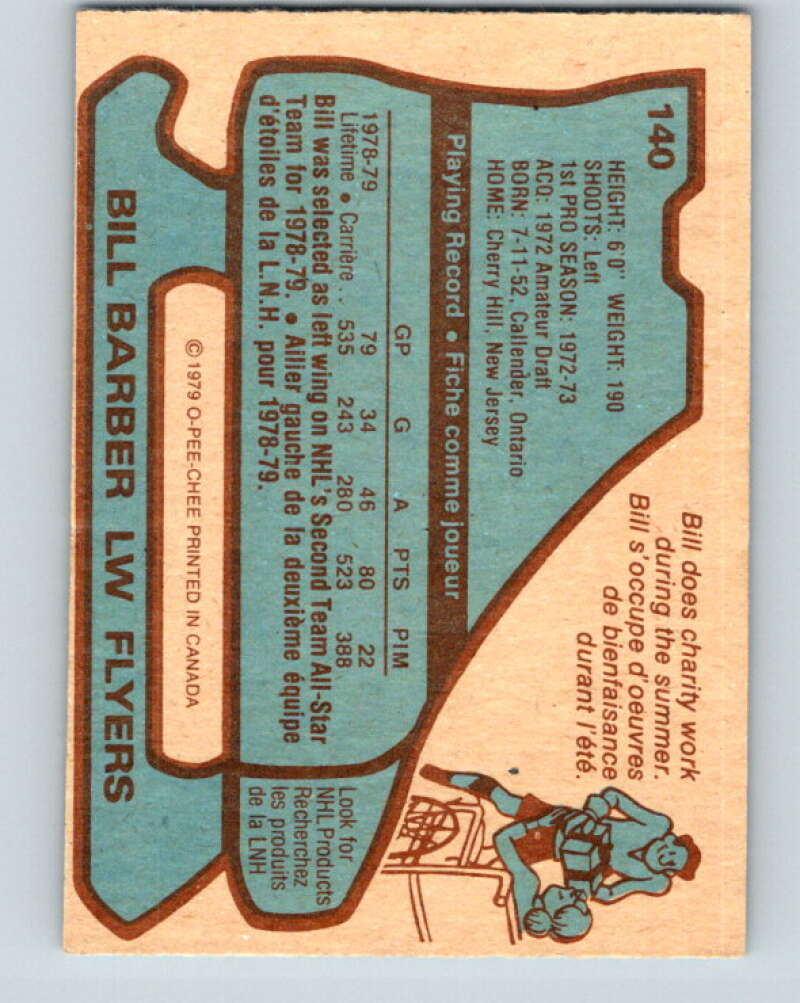 140
HEIGHT: 6'0" WEIGHT: 190
SHOOTS: Left
1st PRO SEASON: 1972-73
ACQ: 1972 Amateur Draft
BORN: 7-11-52, Callender, Ontario
HOME: Cherry Hill, New Jersey
Bill does charity work
during the summer.
Bill s'occupe d'oeuvres
de bienfaisance
durant l'été.
Playing Record • Fiche comme joueur
GP G A PTS PIM
1978-79 79 34 46 80 22
Lifetime • Carrière . . 535 243 280 523 388
Bill was selected as left wing on NHL's Second Team All-Star
Team for 1978-79. • Ailier gauche de la deuxième équipe
d'étoiles de la L.N.H. pour 1978-79.
Look for
NHL Products
Recherchez
les produits
de la LNH
© 1979 O-PEE-CHEE PRINTED IN CANADA
BILL BARBER LW FLYERS